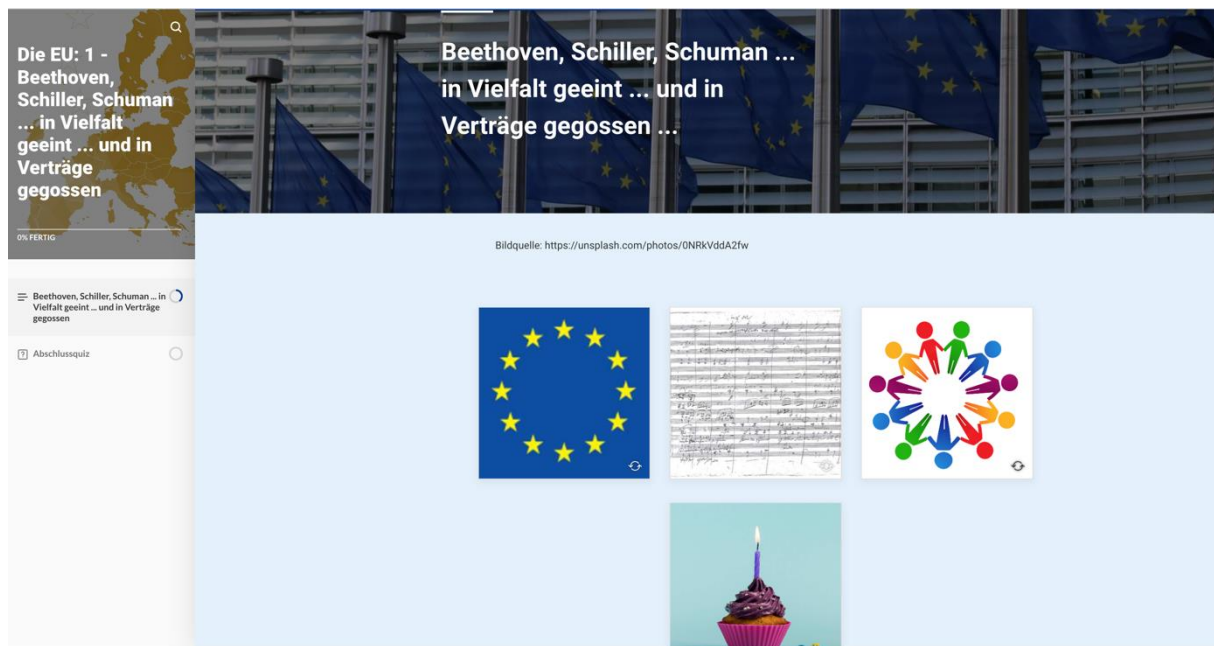 Die EU: 1 -
Beethoven,
Schiller, Schuman
... in Vielfalt
geeint ... und in
Verträge
gegossen
0% FERTIG
Beethoven, Schiller, Schuman ... in
Vielfalt geeint ... und in Verträge
gegossen
Abschlussquiz
Beethoven, Schiller, Schuman ...
in Vielfalt geeint ... und in
Verträge gegossen ...
Bildquelle: https://unsplash.com/photos/0NRkVddA2fw